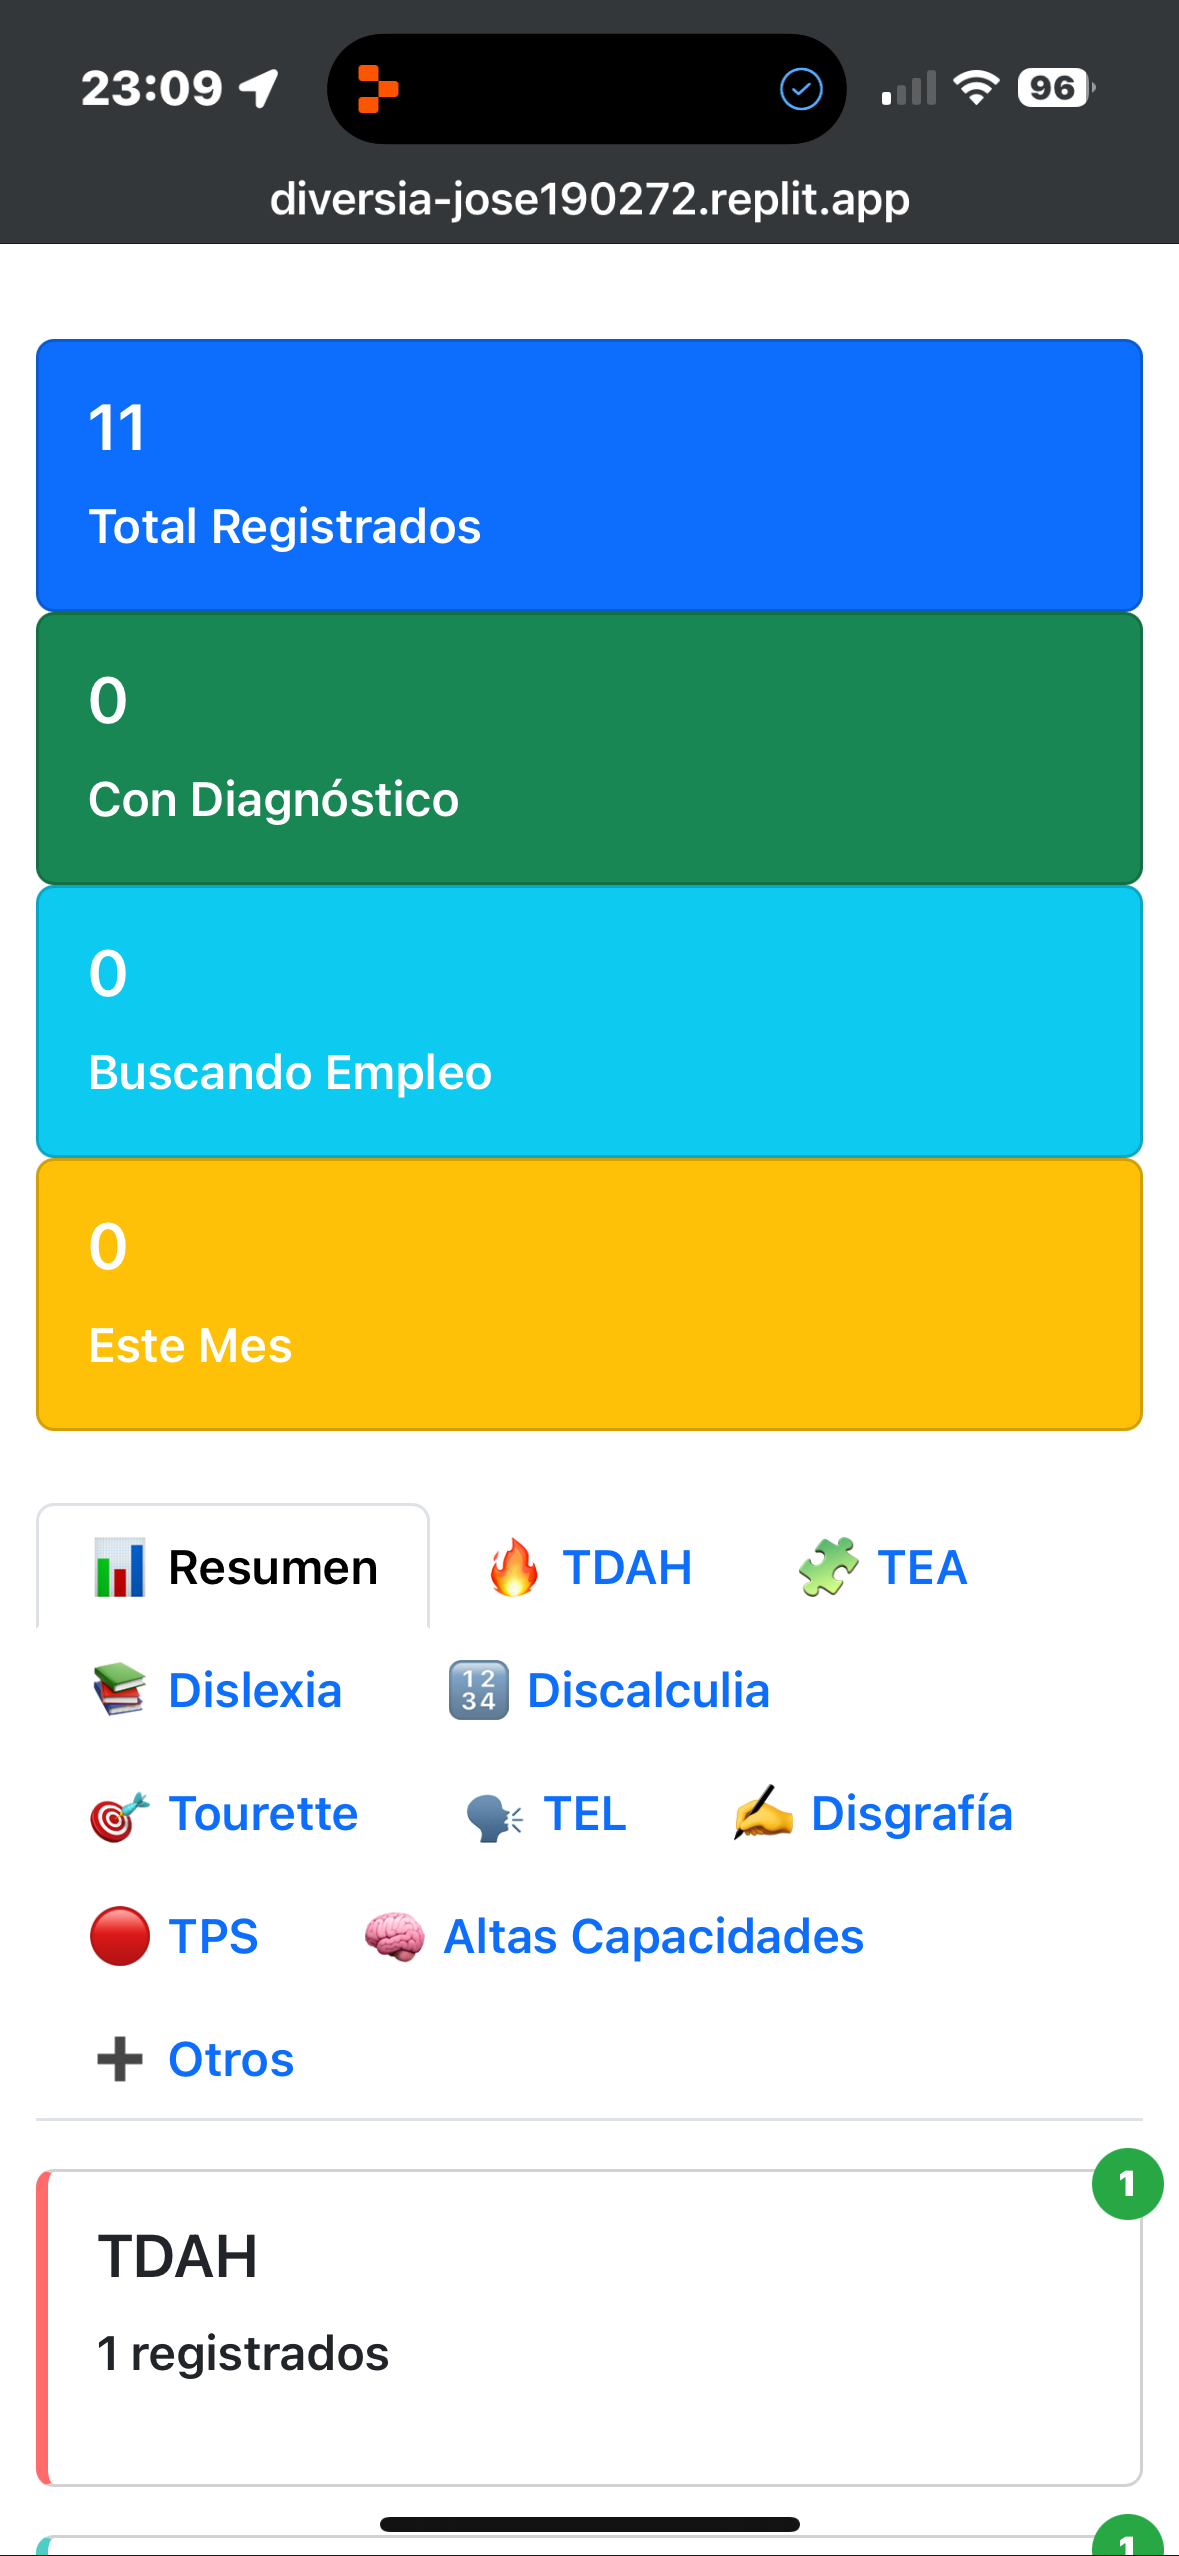 23:09
96
diversia-jose190272.replit.app
11
Total Registrados
0
Con Diagnóstico
0
Buscando Empleo
0
Este Mes
Resumen TDAH TEA
Dislexia 1234 Discalculia
Tourette TEL Disgrafía
TPS Altas Capacidades
Otros
1
TDAH
1 registrados
1